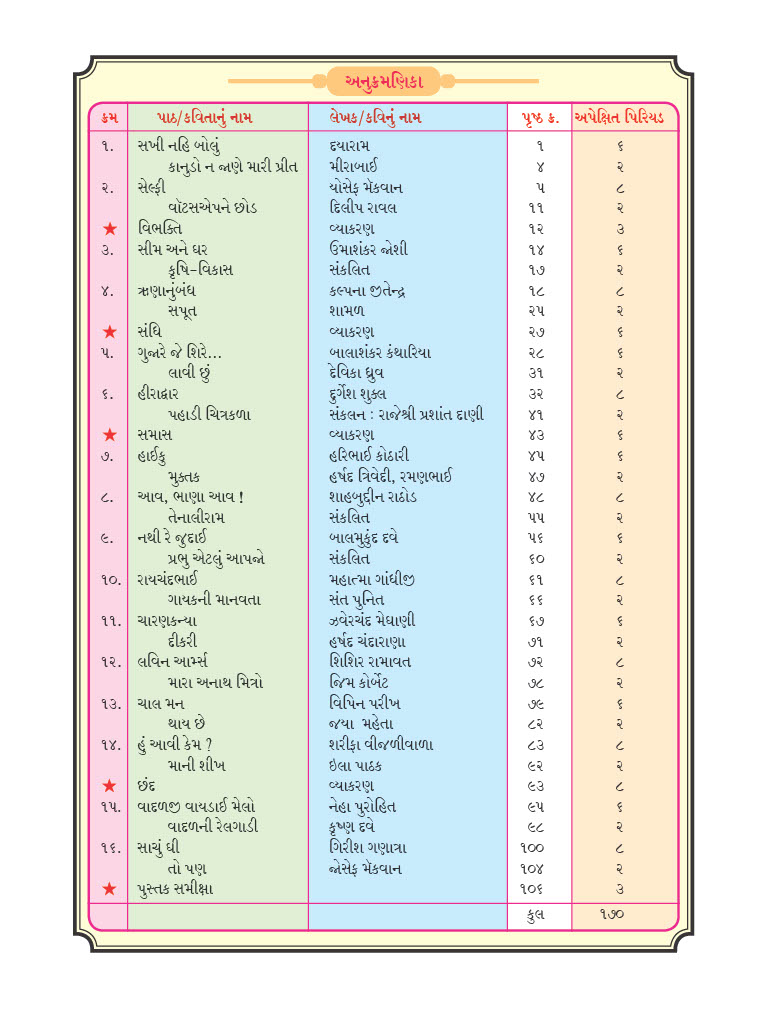 અનુક્રમણિકા
ક્રમ પાઠ/કવિતાનું નામ લેખક/કવિનું નામ પૃષ્ઠ ક્ર. અપેક્ષિત પિરિયડ
૧. સખી નહિ બોલું દયારામ ૧ ૬
કાનુડો ન જાણે મારી પ્રીત મીરાબાઈ ૪ ૨
૨. સેલ્ફી યોસેફ મૅકવાન ૫ ૮
વૉટસએપને છોડ દિલીપ રાવલ ૧૧ ૨
★ વિભક્તિ વ્યાકરણ ૧૨ ૩
૩. સીમ અને ઘર ઉમાશંકર જોશી ૧૪ ૬
કૃષિ-વિકાસ સંકલિત ૧૭ ૨
૪. ઋણાનુંબંધ કલ્પના જીતેન્દ્ર ૧૮ ૮
સપૂત શામળ ૨૫ ૨
★ સંધિ વ્યાકરણ ૨૭ ૬
૫. ગુજારે જે શિરે... બાલાશંકર કંથારિયા ૨૮ ૬
લાવી છું દેવિકા ધ્રુવ ૩૧ ૨
૬. હીરાદ્વાર દુર્ગેશ શુક્લ ૩૨ ૮
પહાડી ચિત્રકળા સંકલન : રાજેશ્રી પ્રશાંત દાણી ૪૧ ૨
★ સમાસ વ્યાકરણ ૪૩ ૬
૭. હાઈકુ હરિભાઈ કોઠારી ૪૫ ૬
મુક્તક હર્ષદ ત્રિવેદી, રમણભાઈ ૪૭ ૨
૮. આવ, ભાણા આવ ! શાહબુદ્દીન રાઠોડ ૪૮ ૮
તેનાલીરામ સંકલિત ૫૫ ૨
૯. નથી રે જુદાઈ બાલમુકુંદ દવે ૫૬ ૬
પ્રભુ એટલું આપજો સંકલિત ૬૦ ૨
૧૦. રાયચંદભાઈ મહાત્મા ગાંધીજી ૬૧ ૮
ગાયકની માનવતા સંત પુનિત ૬૬ ૨
૧૧. ચારણકન્યા ઝવેરચંદ મેઘાણી ૬૭ ૬
દીકરી હર્ષદ ચંદારાણા ૭૧ ૨
૧૨. લવિન આર્મ્સ શિશિર રામાવત ૭૨ ૮
મારા અનાથ મિત્રો જિમ કોર્બેટ ૭૮ ૨
૧૩. ચાલ મન વિપિન પરીખ ૭૯ ૬
થાય છે જયા મહેતા ૮૨ ૨
૧૪. હું આવી કેમ ? શરીફા વીજળીવાળા ૮૩ ૮
માની શીખ ઇલા પાઠક ૯૨ ૨
★ છંદ વ્યાકરણ ૯૩ ૮
૧૫. વાદળજી વાયડાઈ મેલો નેહા પુરોહિત ૯૫ ૬
વાદળની રેલગાડી કૃષ્ણ દવે ૯૮ ૨
૧૬. સાચું ઘી ગિરીશ ગણાત્રા ૧૦૦ ૮
તો પણ જોસેફ મૅકવાન ૧૦૪ ૨
★ પુસ્તક સમીક્ષા ૧૦૬ ૩
કુલ ૧૭૦